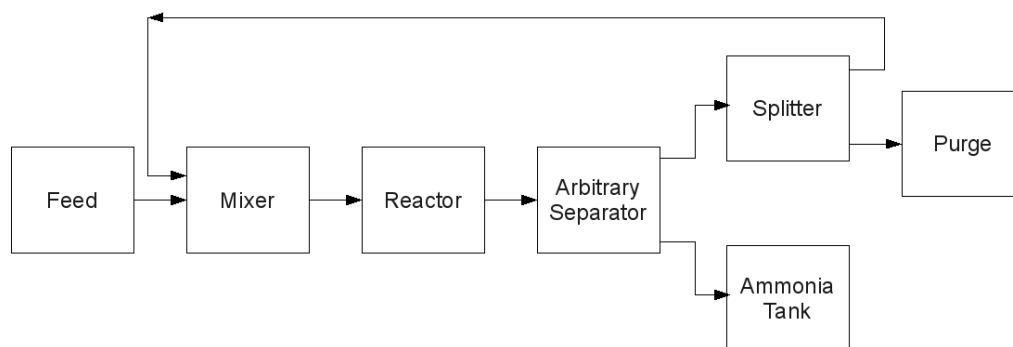 Feed
Mixer
Reactor
Arbitrary
Separator
Splitter
Purge
Ammonia
Tank